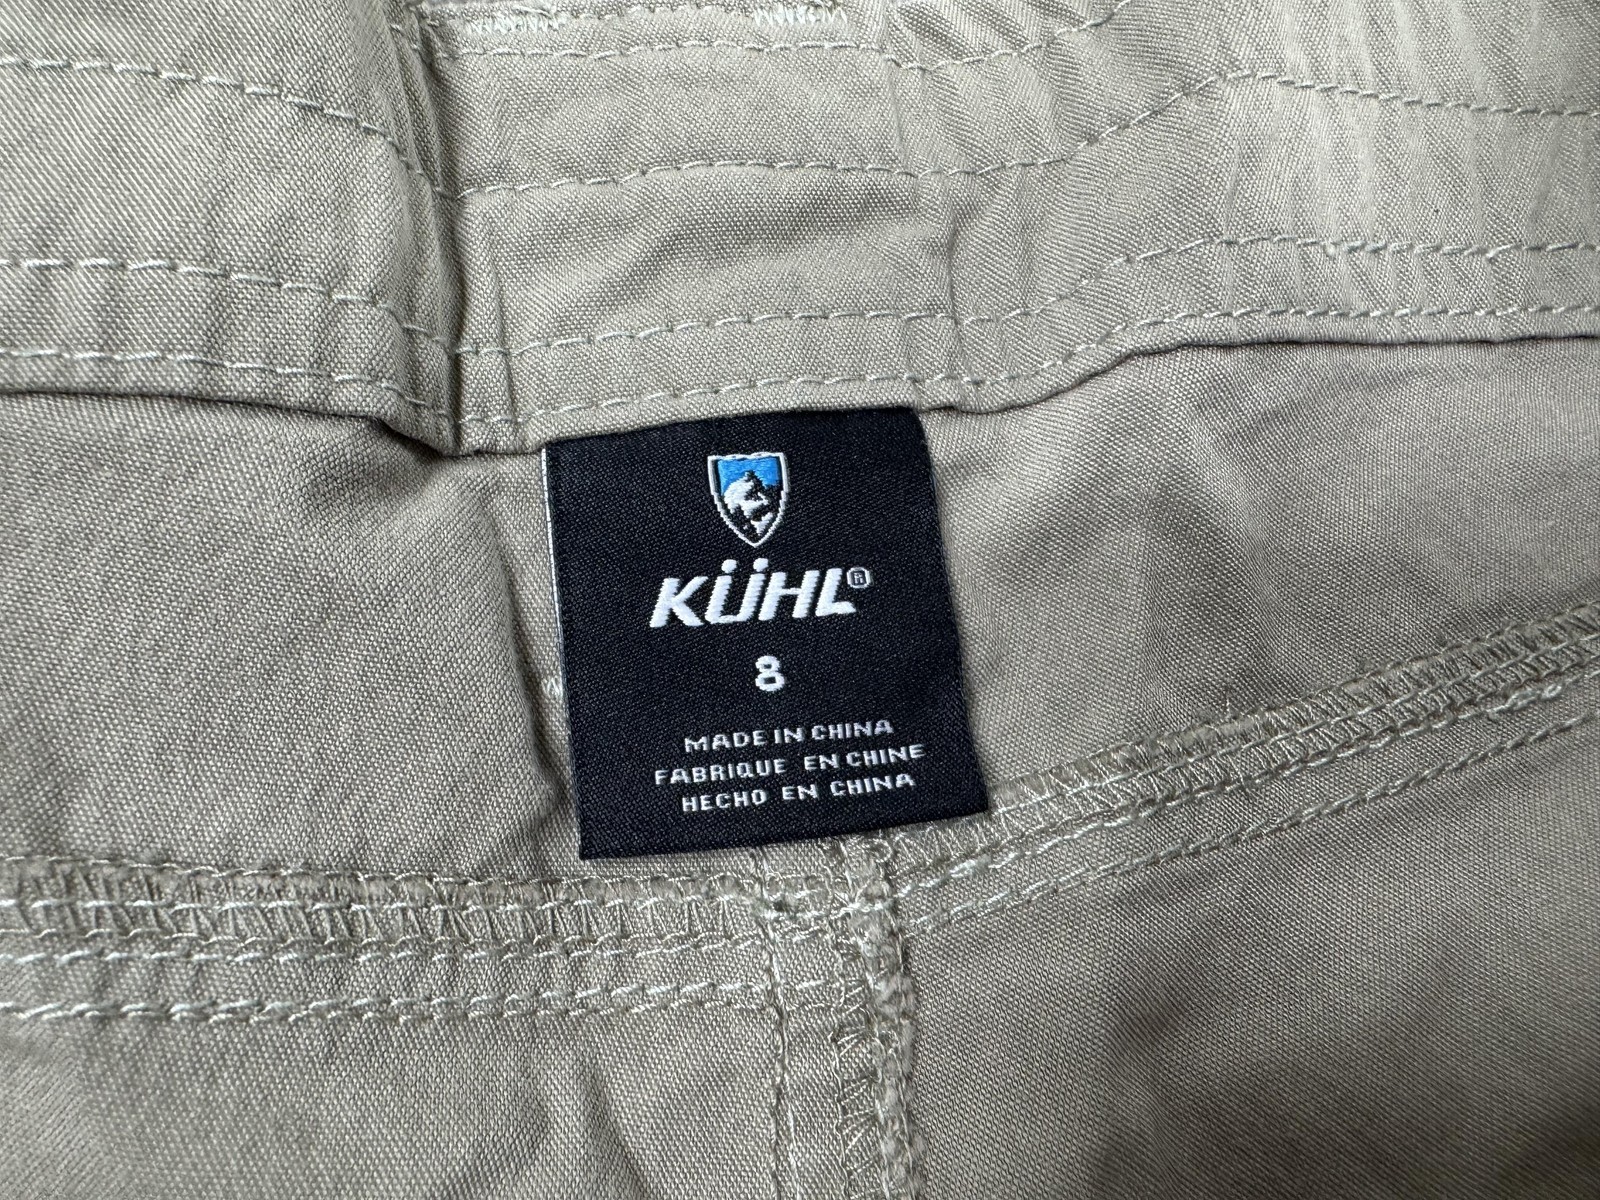 KÜHL®
8
MADE IN CHINA
FABRIQUE EN CHINE
HECHO EN CHINA